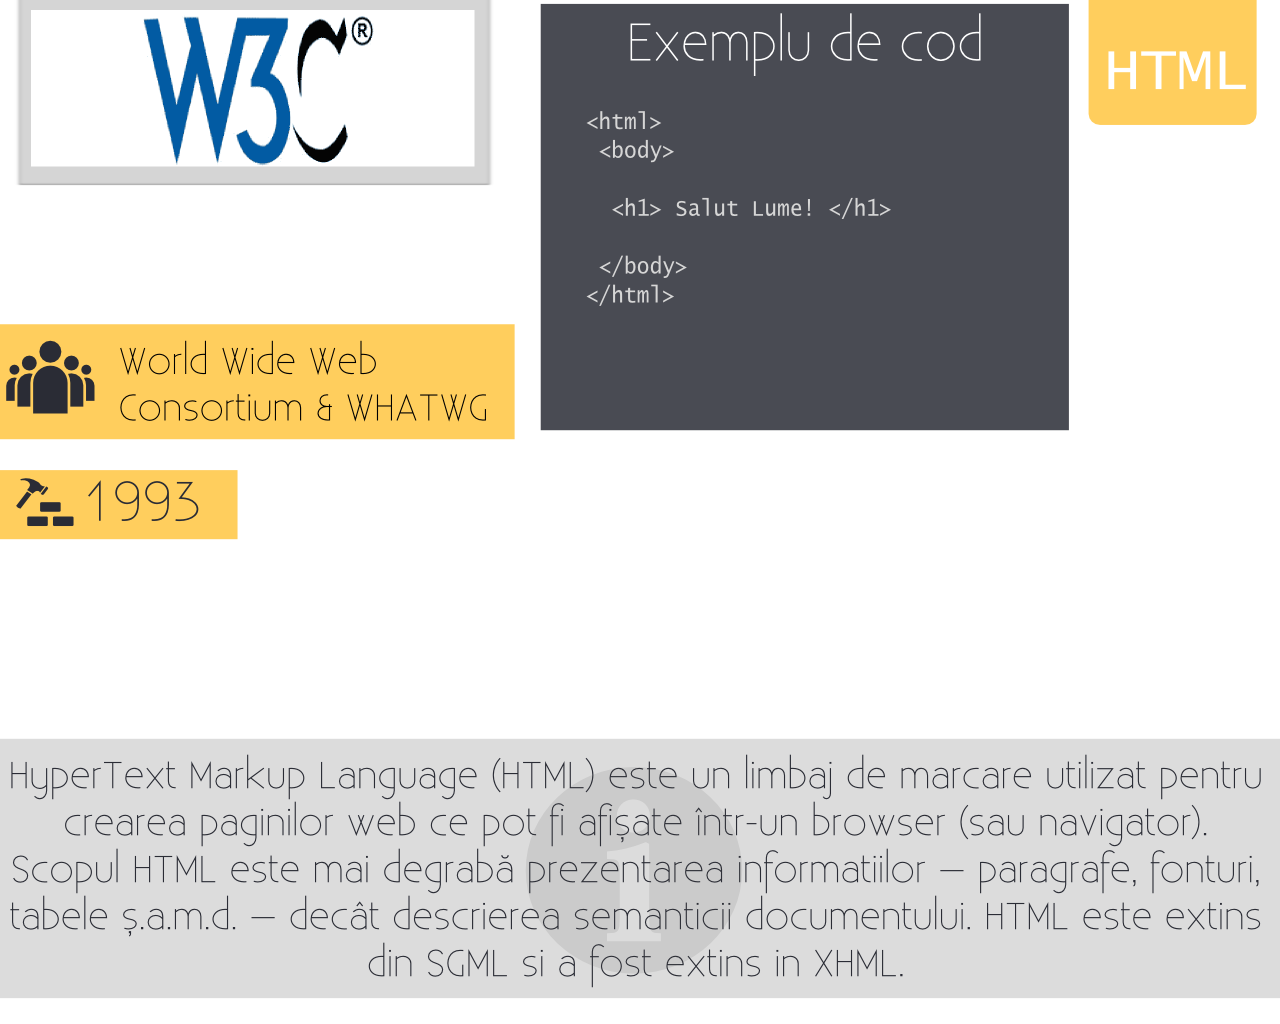 W3C®
Exemplu de cod
<html>
<body>
<h1> Salut Lume! </h1>
</body>
</html>
HTML
World Wide Web
Consortium & WHATWG
1993
HyperText Markup Language (HTML) este un limbaj de marcare utilizat pentru
crearea paginilor web ce pot fi afișate într-un browser (sau navigator).
Scopul HTML este mai degrabă prezentarea informatiilor – paragrafe, fonturi,
tabele ș.a.m.d. – decât descrierea semanticii documentului. HTML este extins
din SGML si a fost extins in XHML.